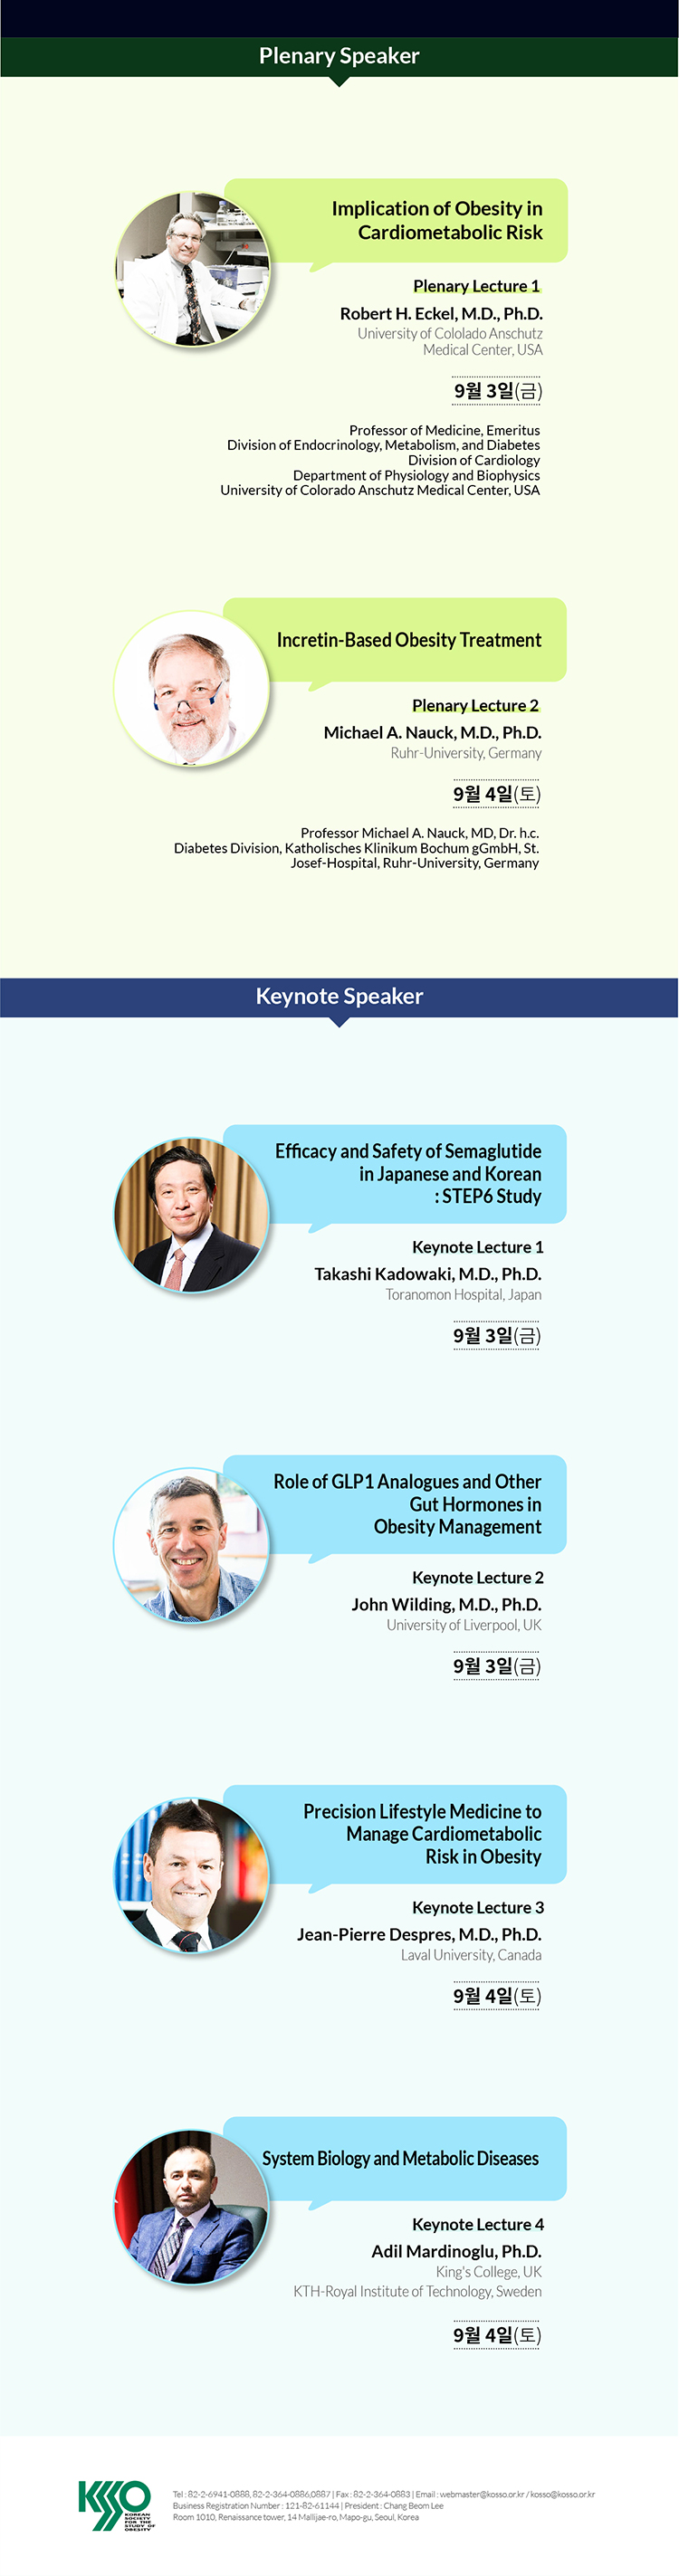 Plenary Speaker
Implication of Obesity in
Cardiometabolic Risk
Plenary Lecture 1
Robert H. Eckel, M.D., Ph.D.
University of Cololado Anschutz
Medical Center, USA
9월 3일(금)
Professor of Medicine, Emeritus
Division of Endocrinology, Metabolism, and Diabetes
Division of Cardiology
Department of Physiology and Biophysics
University of Colorado Anschutz Medical Center, USA
Incretin-Based Obesity Treatment
Plenary Lecture 2
Michael A. Nauck, M.D., Ph.D.
Ruhr-University, Germany
9월 4일(토)
Professor Michael A. Nauck, MD, Dr. h.c.
Diabetes Division, Katholisches Klinikum Bochum gGmbH, St.
Josef-Hospital, Ruhr-University, Germany
Keynote Speaker
Efficacy and Safety of Semaglutide
in Japanese and Korean
: STEP6 Study
Keynote Lecture 1
Takashi Kadowaki, M.D., Ph.D.
Toranomon Hospital, Japan
9월 3일(금)
Role of GLP1 Analogues and Other
Gut Hormones in
Obesity Management
Keynote Lecture 2
John Wilding, M.D., Ph.D.
University of Liverpool, UK
9월 3일(금)
Precision Lifestyle Medicine to
Manage Cardiometabolic
Risk in Obesity
Keynote Lecture 3
Jean-Pierre Despres, M.D., Ph.D.
Laval University, Canada
9월 4일(토)
System Biology and Metabolic Diseases
Keynote Lecture 4
Adil Mardinoglu, Ph.D.
King's College, UK
KTH-Royal Institute of Technology, Sweden
9월 4일(토)
KSSO
KOREAN
SOCIETY
FOR THE
STUDY OF
OBESITY
Tel : 82-2-6941-0888, 82-2-364-0886,0887 | Fax : 82-2-364-0883 | Email : webmaster@kosso.or.kr / kosso@kosso.or.kr
Business Registration Number : 121-82-61144 | President : Chang Beom Lee
Room 1010, Renaissance tower, 14 Mallijae-ro, Mapo-gu, Seoul, Korea